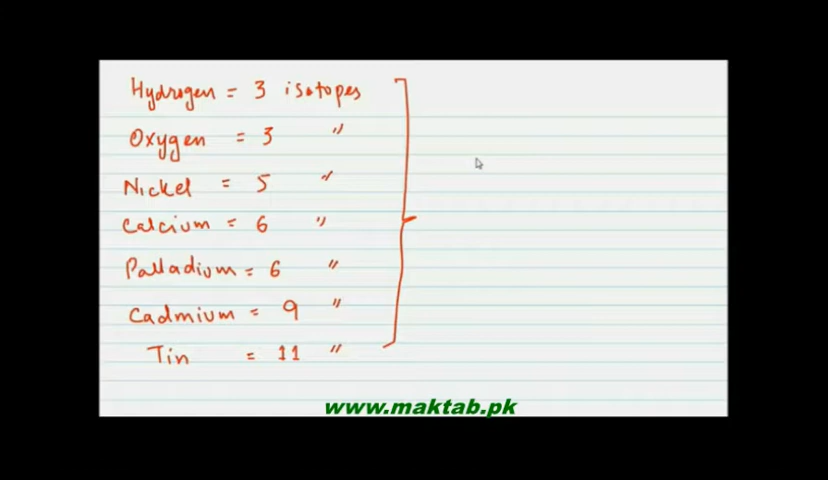 Hydrogen = 3 isotopes
Oxygen = 3 "
Nickel = 5 "
Calcium = 6 "
Palladium = 6 "
Cadmium = 9 "
Tin = 11 "
www.maktab.pk